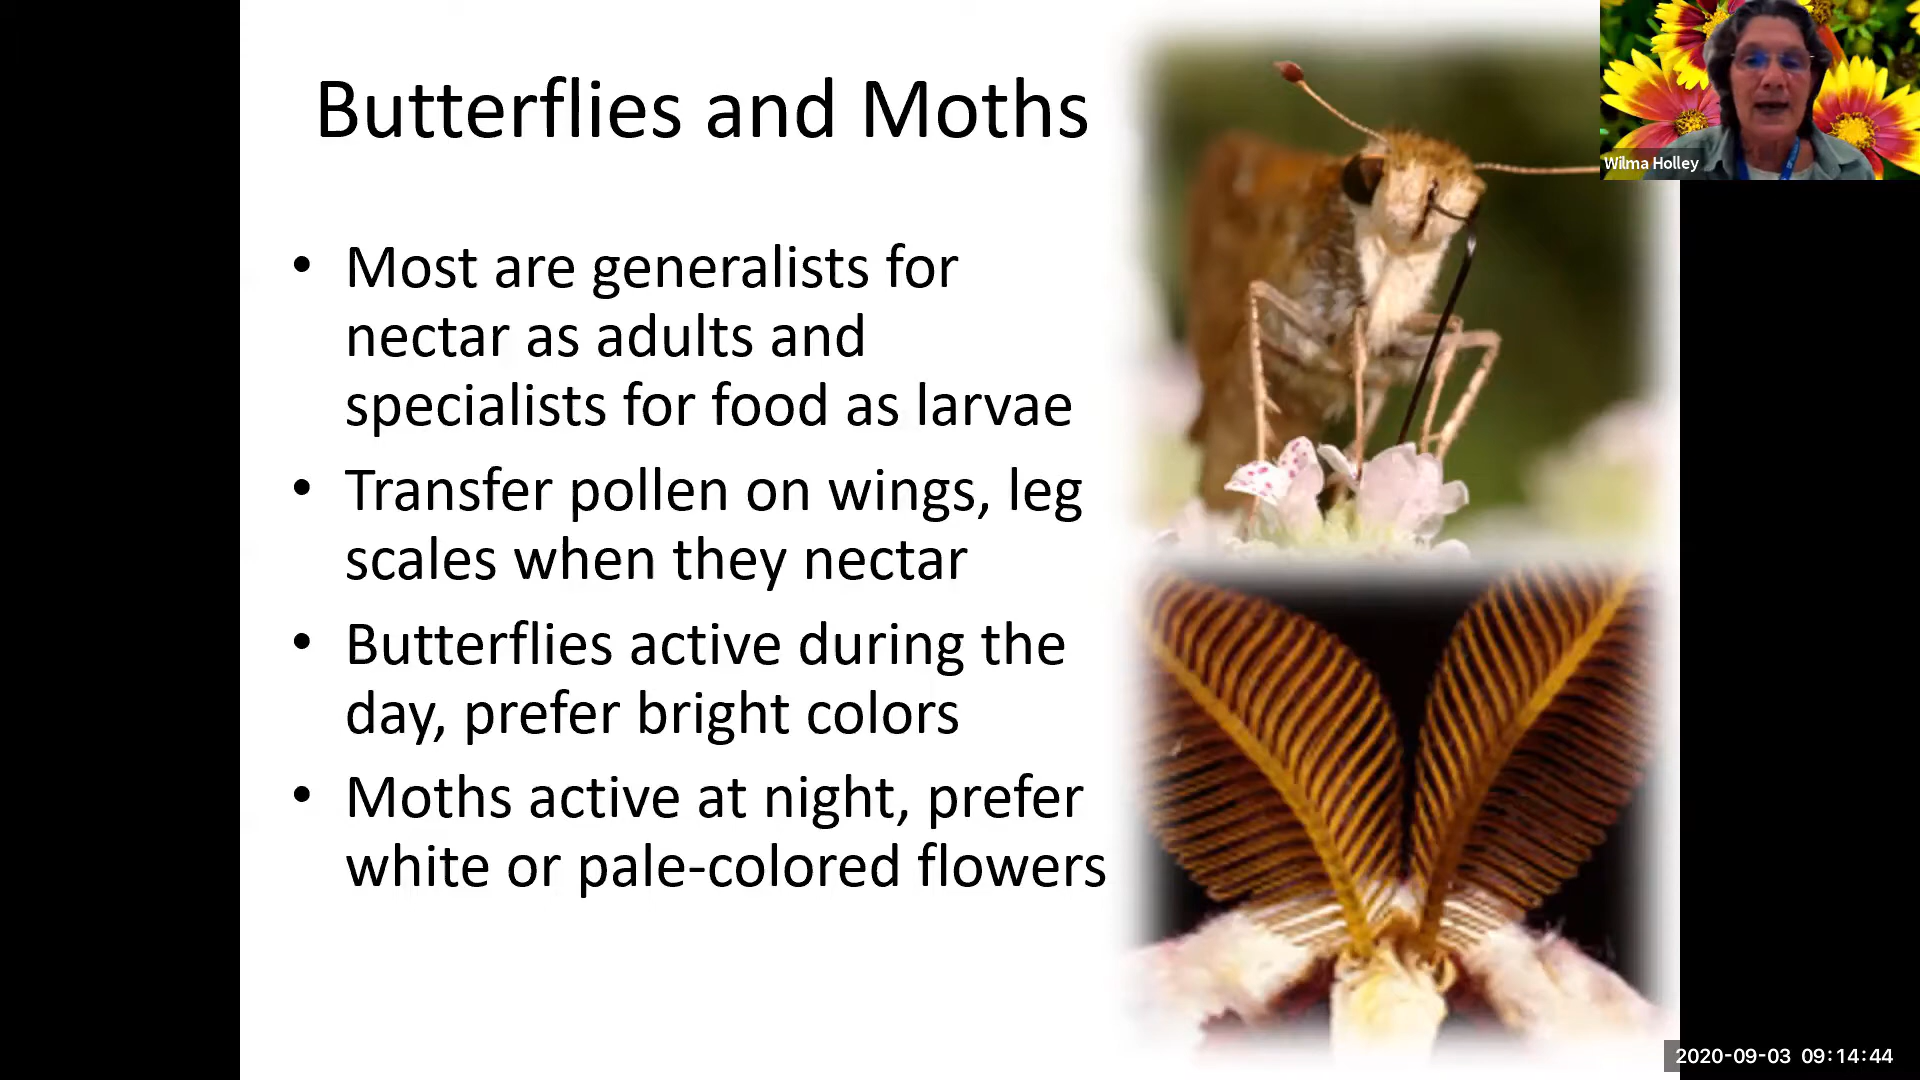 Butterflies and Moths
• Most are generalists for
nectar as adults and
specialists for food as larvae
• Transfer pollen on wings, leg
scales when they nectar
• Butterflies active during the
day, prefer bright colors
• Moths active at night, prefer
white or pale-colored flowers
Wilma Holley
2020-09-03 09:14:44